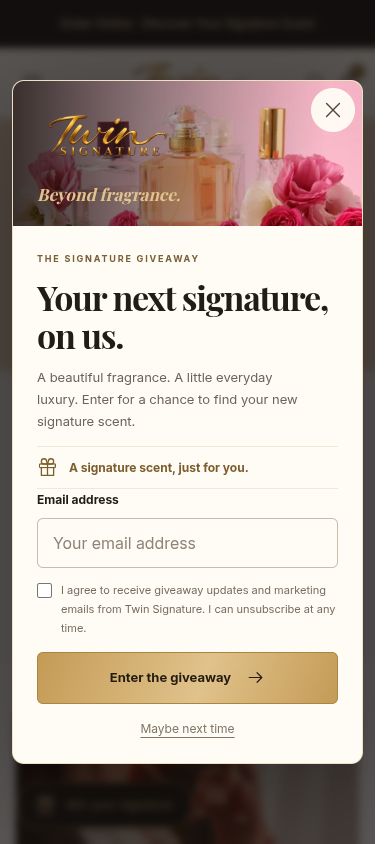 Twin
SIGNATURE
Beyond fragrance.
THE SIGNATURE GIVEAWAY
Your next signature,
on us.
A beautiful fragrance. A little everyday
luxury. Enter for a chance to find your new
signature scent.
A signature scent, just for you.
Email address
Your email address
I agree to receive giveaway updates and marketing
emails from Twin Signature. I can unsubscribe at any
time.
Enter the giveaway
Maybe next time